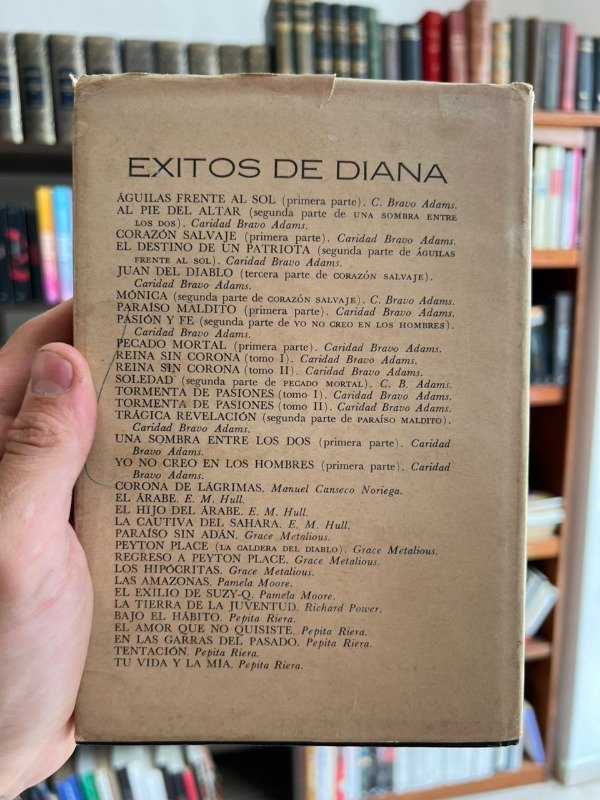 EXITOS DE DIANA
ÁGUILAS FRENTE AL SOL (primera parte). C. Bravo Adams.
AL PIE DEL ALTAR (segunda parte de UNA SOMBRA ENTRE
LOS DOS). Caridad Bravo Adams.
CORAZÓN SALVAJE (primera parte). Caridad Bravo Adams.
EL DESTINO DE UN PATRIOTA (segunda parte de ÁGUILAS
FRENTE AL SOL). Caridad Bravo Adams.
JUAN DEL DIABLO (tercera parte de CORAZÓN SALVAJE).
Caridad Bravo Adams.
MÓNICA (segunda parte de CORAZÓN SALVAJE). C. Bravo Adams.
PARAÍSO MALDITO (primera parte). Caridad Bravo Adams.
PASIÓN Y FE (segunda parte de YO NO CREO EN LOS HOMBRES).
Caridad Bravo Adams.
PECADO MORTAL (primera parte). Caridad Bravo Adams.
REINA SIN CORONA (tomo I). Caridad Bravo Adams.
REINA SIN CORONA (tomo II). Caridad Bravo Adams.
SOLEDAD (segunda parte de PECADO MORTAL). C. B. Adams.
TORMENTA DE PASIONES (tomo I). Caridad Bravo Adams.
TORMENTA DE PASIONES (tomo II). Caridad Bravo Adams.
TRÁGICA REVELACIÓN (segunda parte de PARAÍSO MALDITO).
Caridad Bravo Adams.
UNA SOMBRA ENTRE LOS DOS (primera parte). Caridad
Bravo Adams.
YO NO CREO EN LOS HOMBRES (primera parte). Caridad
Bravo Adams.
CORONA DE LÁGRIMAS. Manuel Canseco Noriega.
EL ÁRABE. E. M. Hull.
EL HIJO DEL ÁRABE. E. M. Hull.
LA CAUTIVA DEL SAHARA. E. M. Hull.
PARAÍSO SIN ADÁN. Grace Metalious.
PEYTON PLACE (LA CALDERA DEL DIABLO). Grace Metalious.
REGRESO A PEYTON PLACE. Grace Metalious.
LOS HIPÓCRITAS. Grace Metalious.
LAS AMAZONAS. Pamela Moore.
EL EXILIO DE SUZY-Q. Pamela Moore.
LA TIERRA DE LA JUVENTUD. Richard Power.
BAJO EL HÁBITO. Pepita Riera.
EL AMOR QUE NO QUISISTE. Pepita Riera.
EN LAS GARRAS DEL PASADO. Pepita Riera.
TENTACIÓN. Pepita Riera.
TU VIDA Y LA MÍA. Pepita Riera.